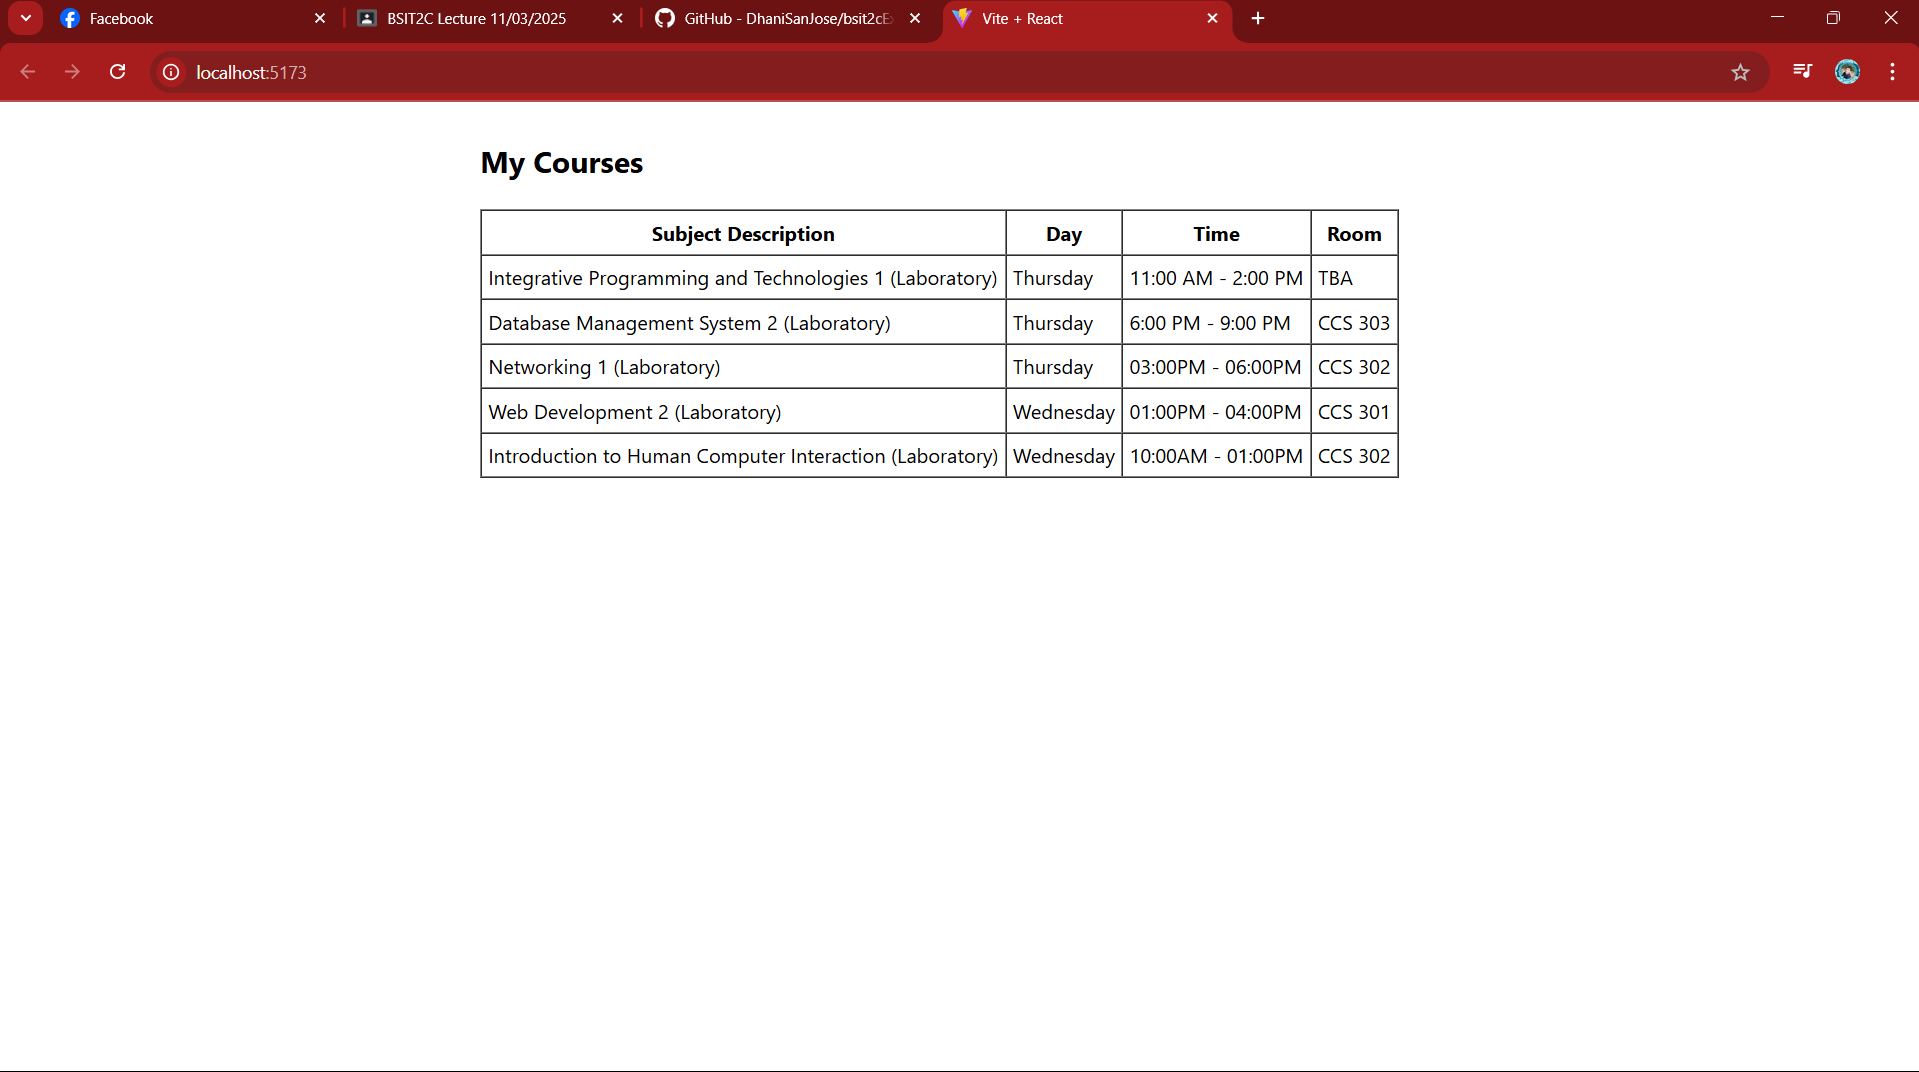 Facebook
BSIT2C Lecture 11/03/2025
GitHub - DhaniSanJose/bsit2cE
Vite + React
localhost:5173
My Courses
Subject Description Day Time Room
Integrative Programming and Technologies 1 (Laboratory) Thursday 11:00 AM - 2:00 PM TBA
Database Management System 2 (Laboratory) Thursday 6:00 PM - 9:00 PM CCS 303
Networking 1 (Laboratory) Thursday 03:00PM - 06:00PM CCS 302
Web Development 2 (Laboratory) Wednesday 01:00PM - 04:00PM CCS 301
Introduction to Human Computer Interaction (Laboratory) Wednesday 10:00AM - 01:00PM CCS 302